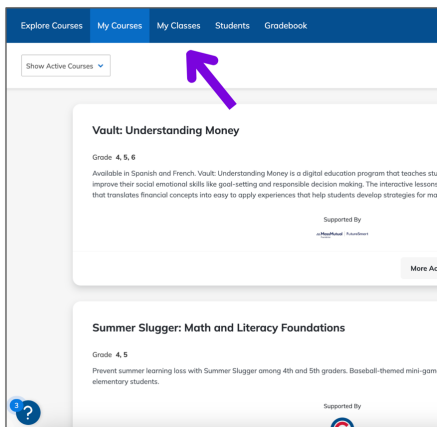 Explore Courses My Courses My Classes Students Gradebook
Show Active Courses
Vault: Understanding Money
Grade 4, 5, 6
Available in Spanish and French. Vault: Understanding Money is a digital education program that teaches stu
improve their social emotional skills like goal-setting and responsible decision making. The interactive lessons
that translates financial concepts into easy to apply experiences that help students develop strategies for ma
Supported By
MassMutual FutureSmart
More Ac
Summer Slugger: Math and Literacy Foundations
Grade 4, 5
Prevent summer learning loss with Summer Slugger among 4th and 5th graders. Baseball-themed mini-gam
elementary students.
Supported By
3
?